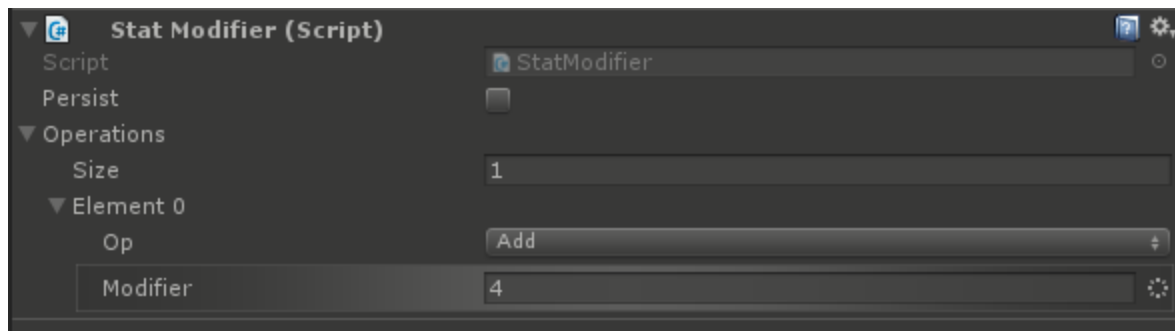 Stat Modifier (Script)
Script StatModifier
Persist
Operations
Size 1
Element 0
Op Add
Modifier 4